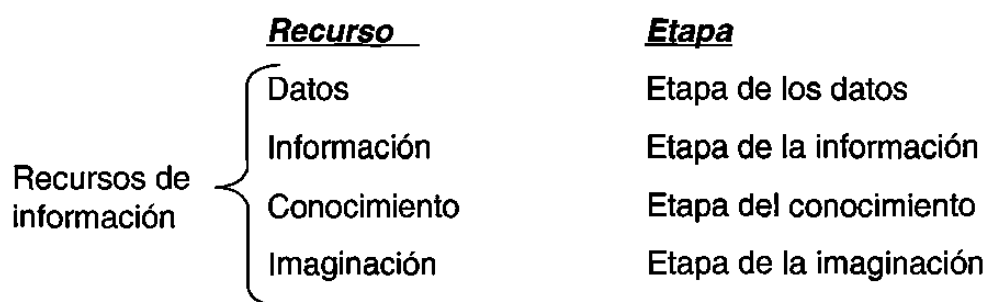 Recurso Etapa
Datos Etapa de los datos
Información Etapa de la información
Recursos de
información
Conocimiento Etapa del conocimiento
Imaginación Etapa de la imaginación